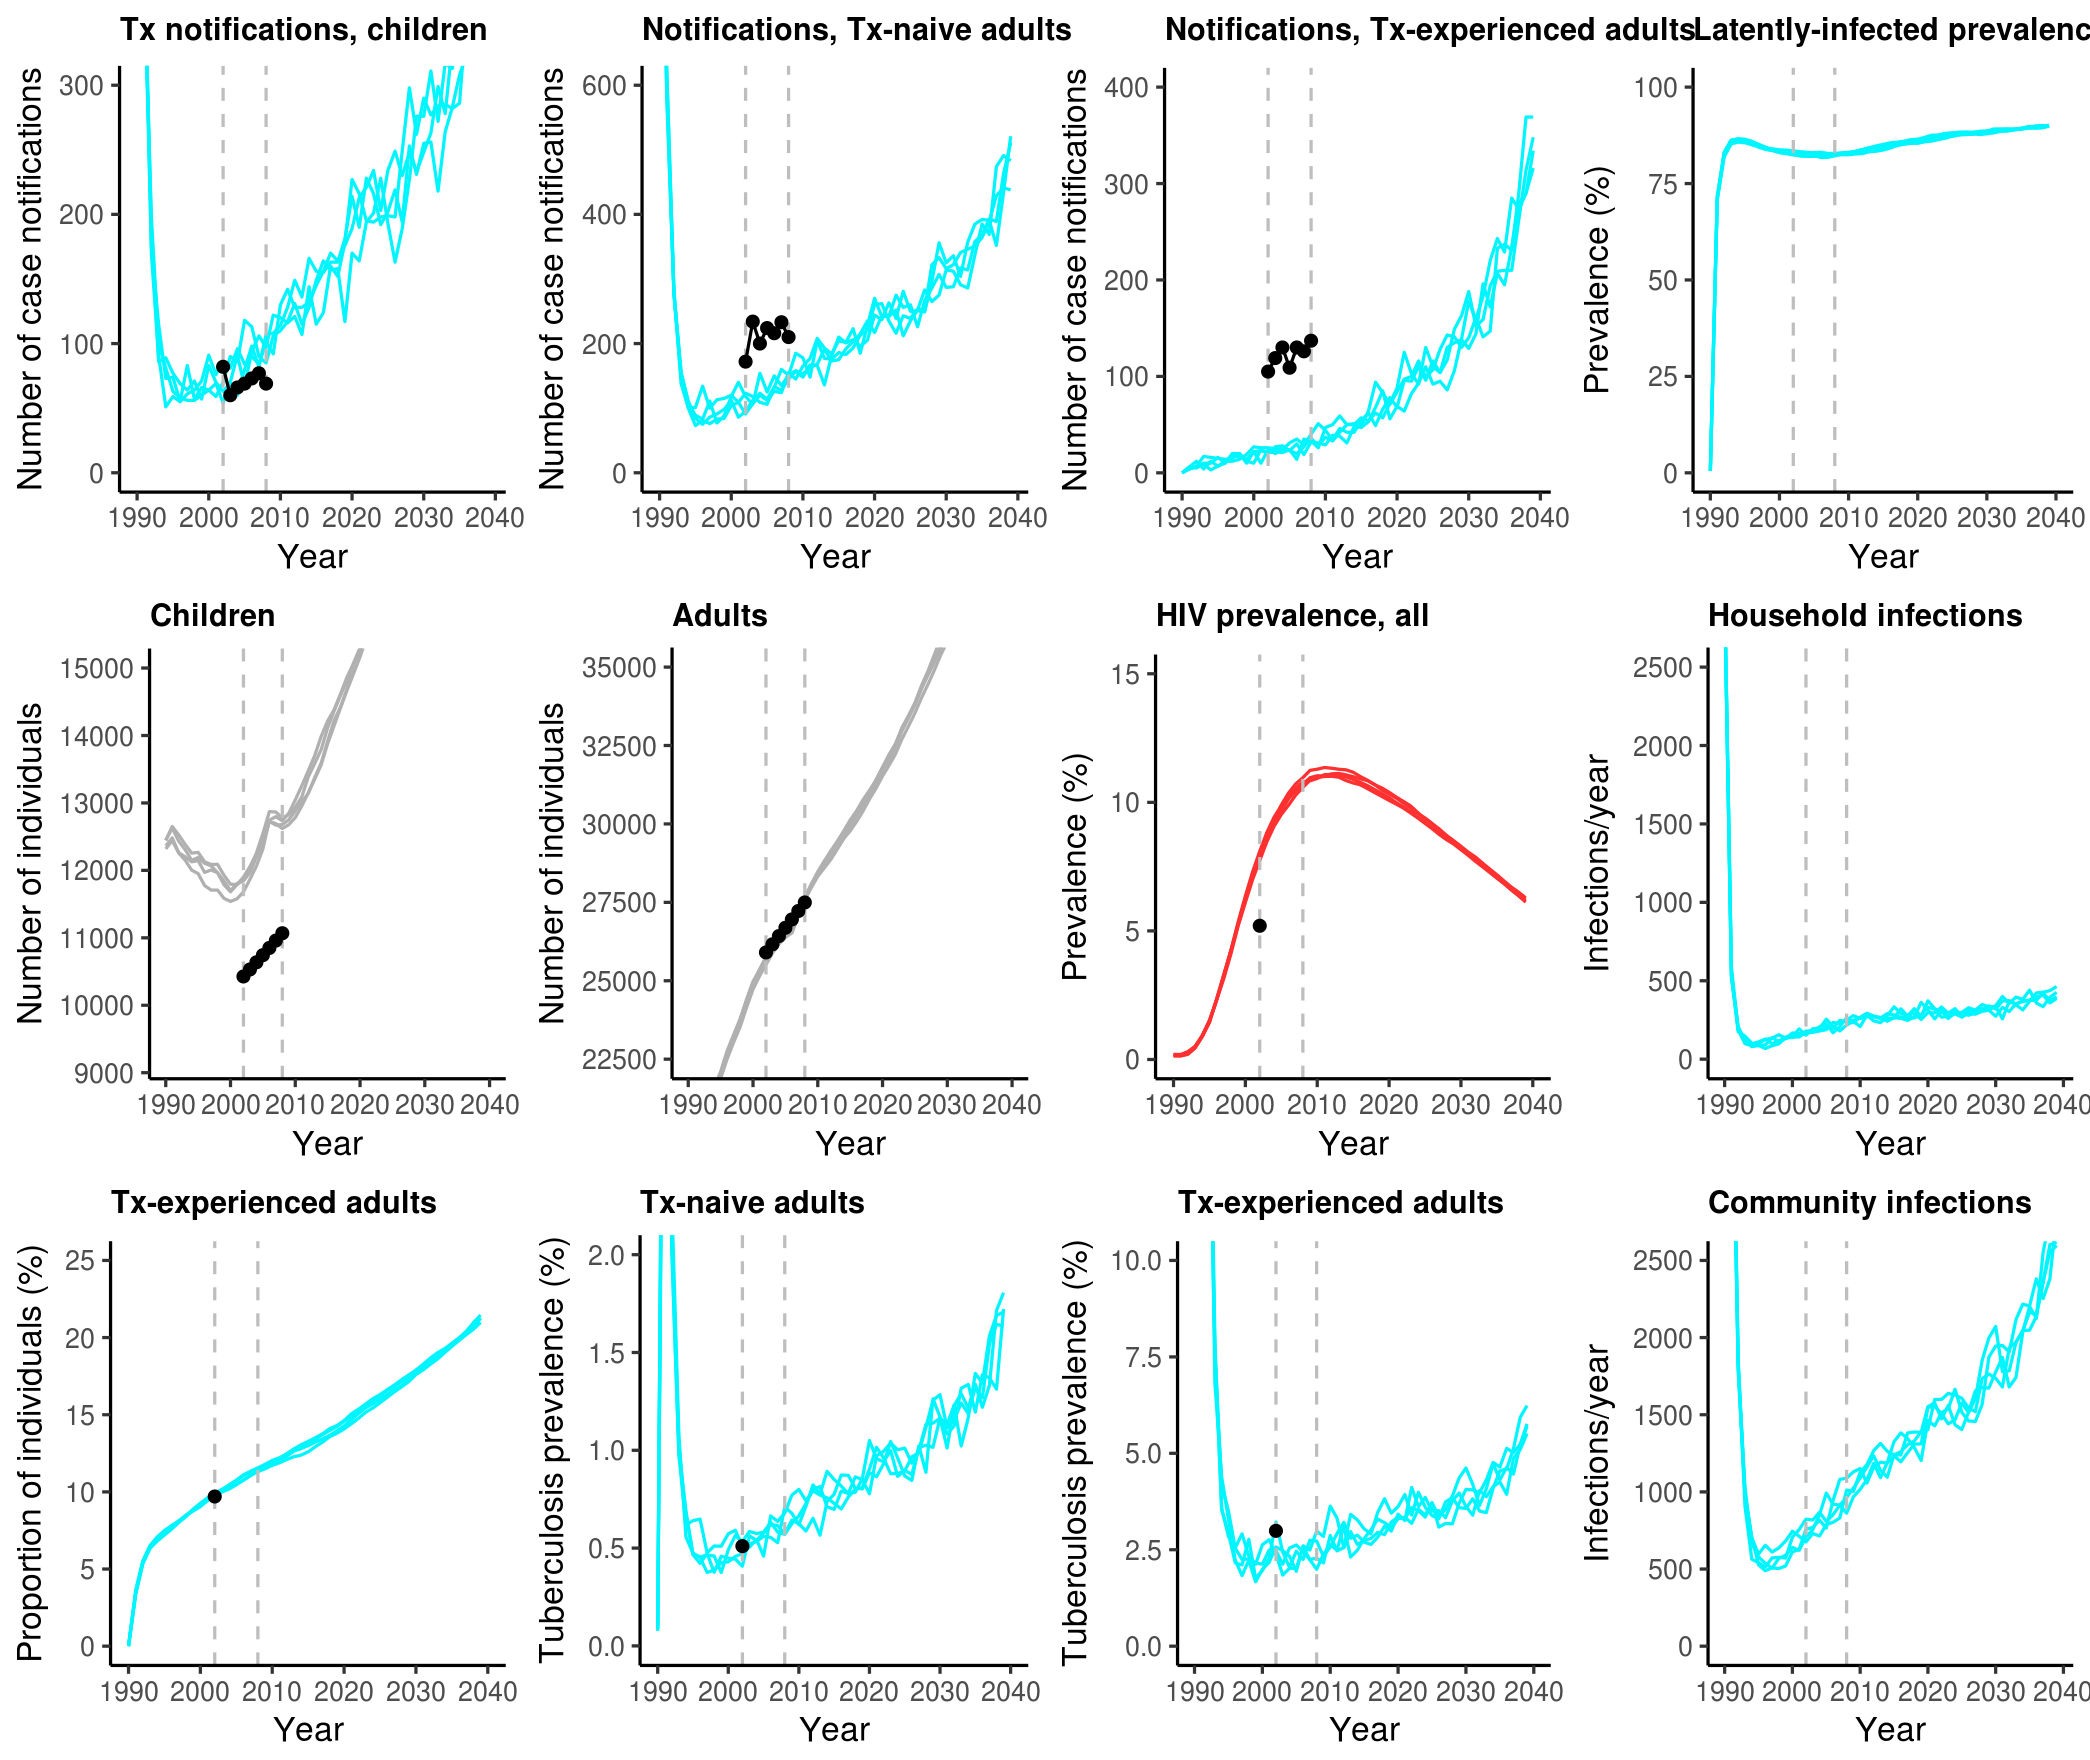 Tx notifications, children
Number of case notifications
300
200
100
0
1990 2000 2010 2020 2030 2040
Year
Notifications, Tx-naive adults
Number of case notifications
600
400
200
0
1990 2000 2010 2020 2030 2040
Year
Notifications, Tx-experienced adults
Number of case notifications
400
300
200
100
0
1990 2000 2010 2020 2030 2040
Year
Latently-infected prevalenc
Prevalence (%)
100
75
50
25
0
1990 2000 2010 2020 2030 2040
Year
Children
Number of individuals
15000
14000
13000
12000
11000
10000
9000
1990 2000 2010 2020 2030 2040
Year
Adults
Number of individuals
35000
32500
30000
27500
25000
22500
1990 2000 2010 2020 2030 2040
Year
HIV prevalence, all
Prevalence (%)
15
10
5
0
1990 2000 2010 2020 2030 2040
Year
Household infections
Infections/year
2500
2000
1500
1000
500
0
1990 2000 2010 2020 2030 2040
Year
Tx-experienced adults
Proportion of individuals (%)
25
20
15
10
5
0
1990 2000 2010 2020 2030 2040
Year
Tx-naive adults
Tuberculosis prevalence (%)
2.0
1.5
1.0
0.5
0.0
1990 2000 2010 2020 2030 2040
Year
Tx-experienced adults
Tuberculosis prevalence (%)
10.0
7.5
5.0
2.5
0.0
1990 2000 2010 2020 2030 2040
Year
Community infections
Infections/year
2500
2000
1500
1000
500
0
1990 2000 2010 2020 2030 2040
Year